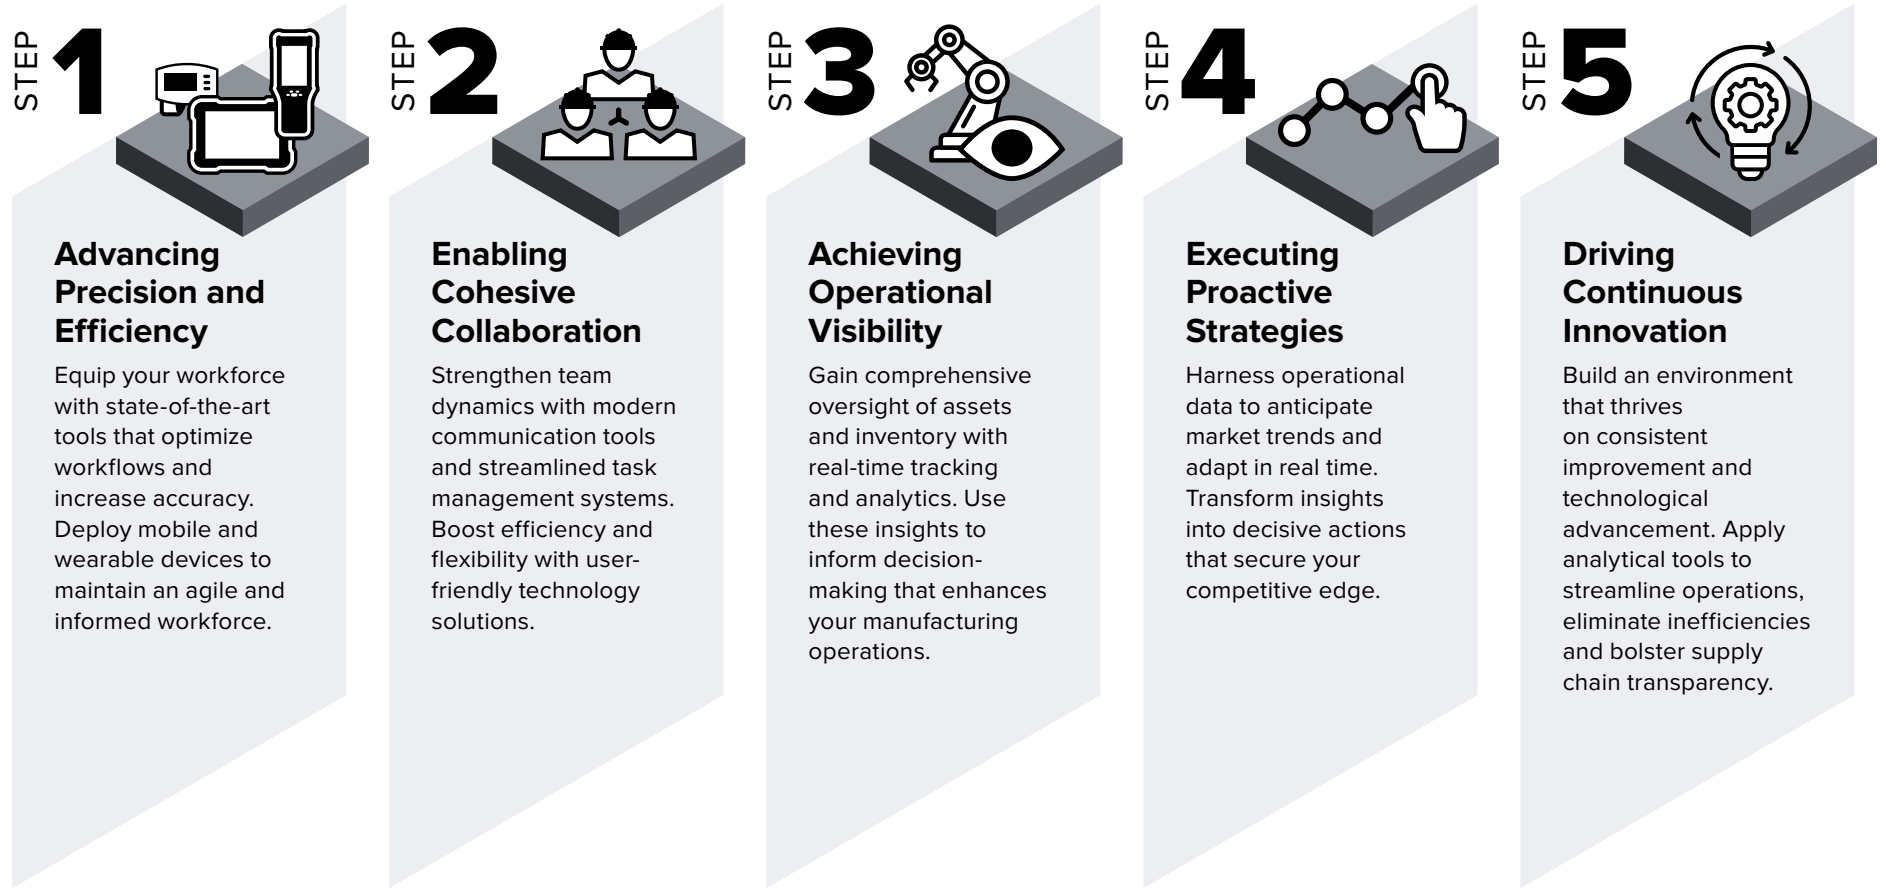 STEP 1
Advancing
Precision and
Efficiency
Equip your workforce
with state-of-the-art
tools that optimize
workflows and
increase accuracy.
Deploy mobile and
wearable devices to
maintain an agile and
informed workforce.
STEP 2
Enabling
Cohesive
Collaboration
Strengthen team
dynamics with modern
communication tools
and streamlined task
management systems.
Boost efficiency and
flexibility with user-
friendly technology
solutions.
STEP 3
Achieving
Operational
Visibility
Gain comprehensive
oversight of assets
and inventory with
real-time tracking
and analytics. Use
these insights to
inform decision-
making that enhances
your manufacturing
operations.
STEP 4
Executing
Proactive
Strategies
Harness operational
data to anticipate
market trends and
adapt in real time.
Transform insights
into decisive actions
that secure your
competitive edge.
STEP 5
Driving
Continuous
Innovation
Build an environment
that thrives
on consistent
improvement and
technological
advancement. Apply
analytical tools to
streamline operations,
eliminate inefficiencies
and bolster supply
chain transparency.